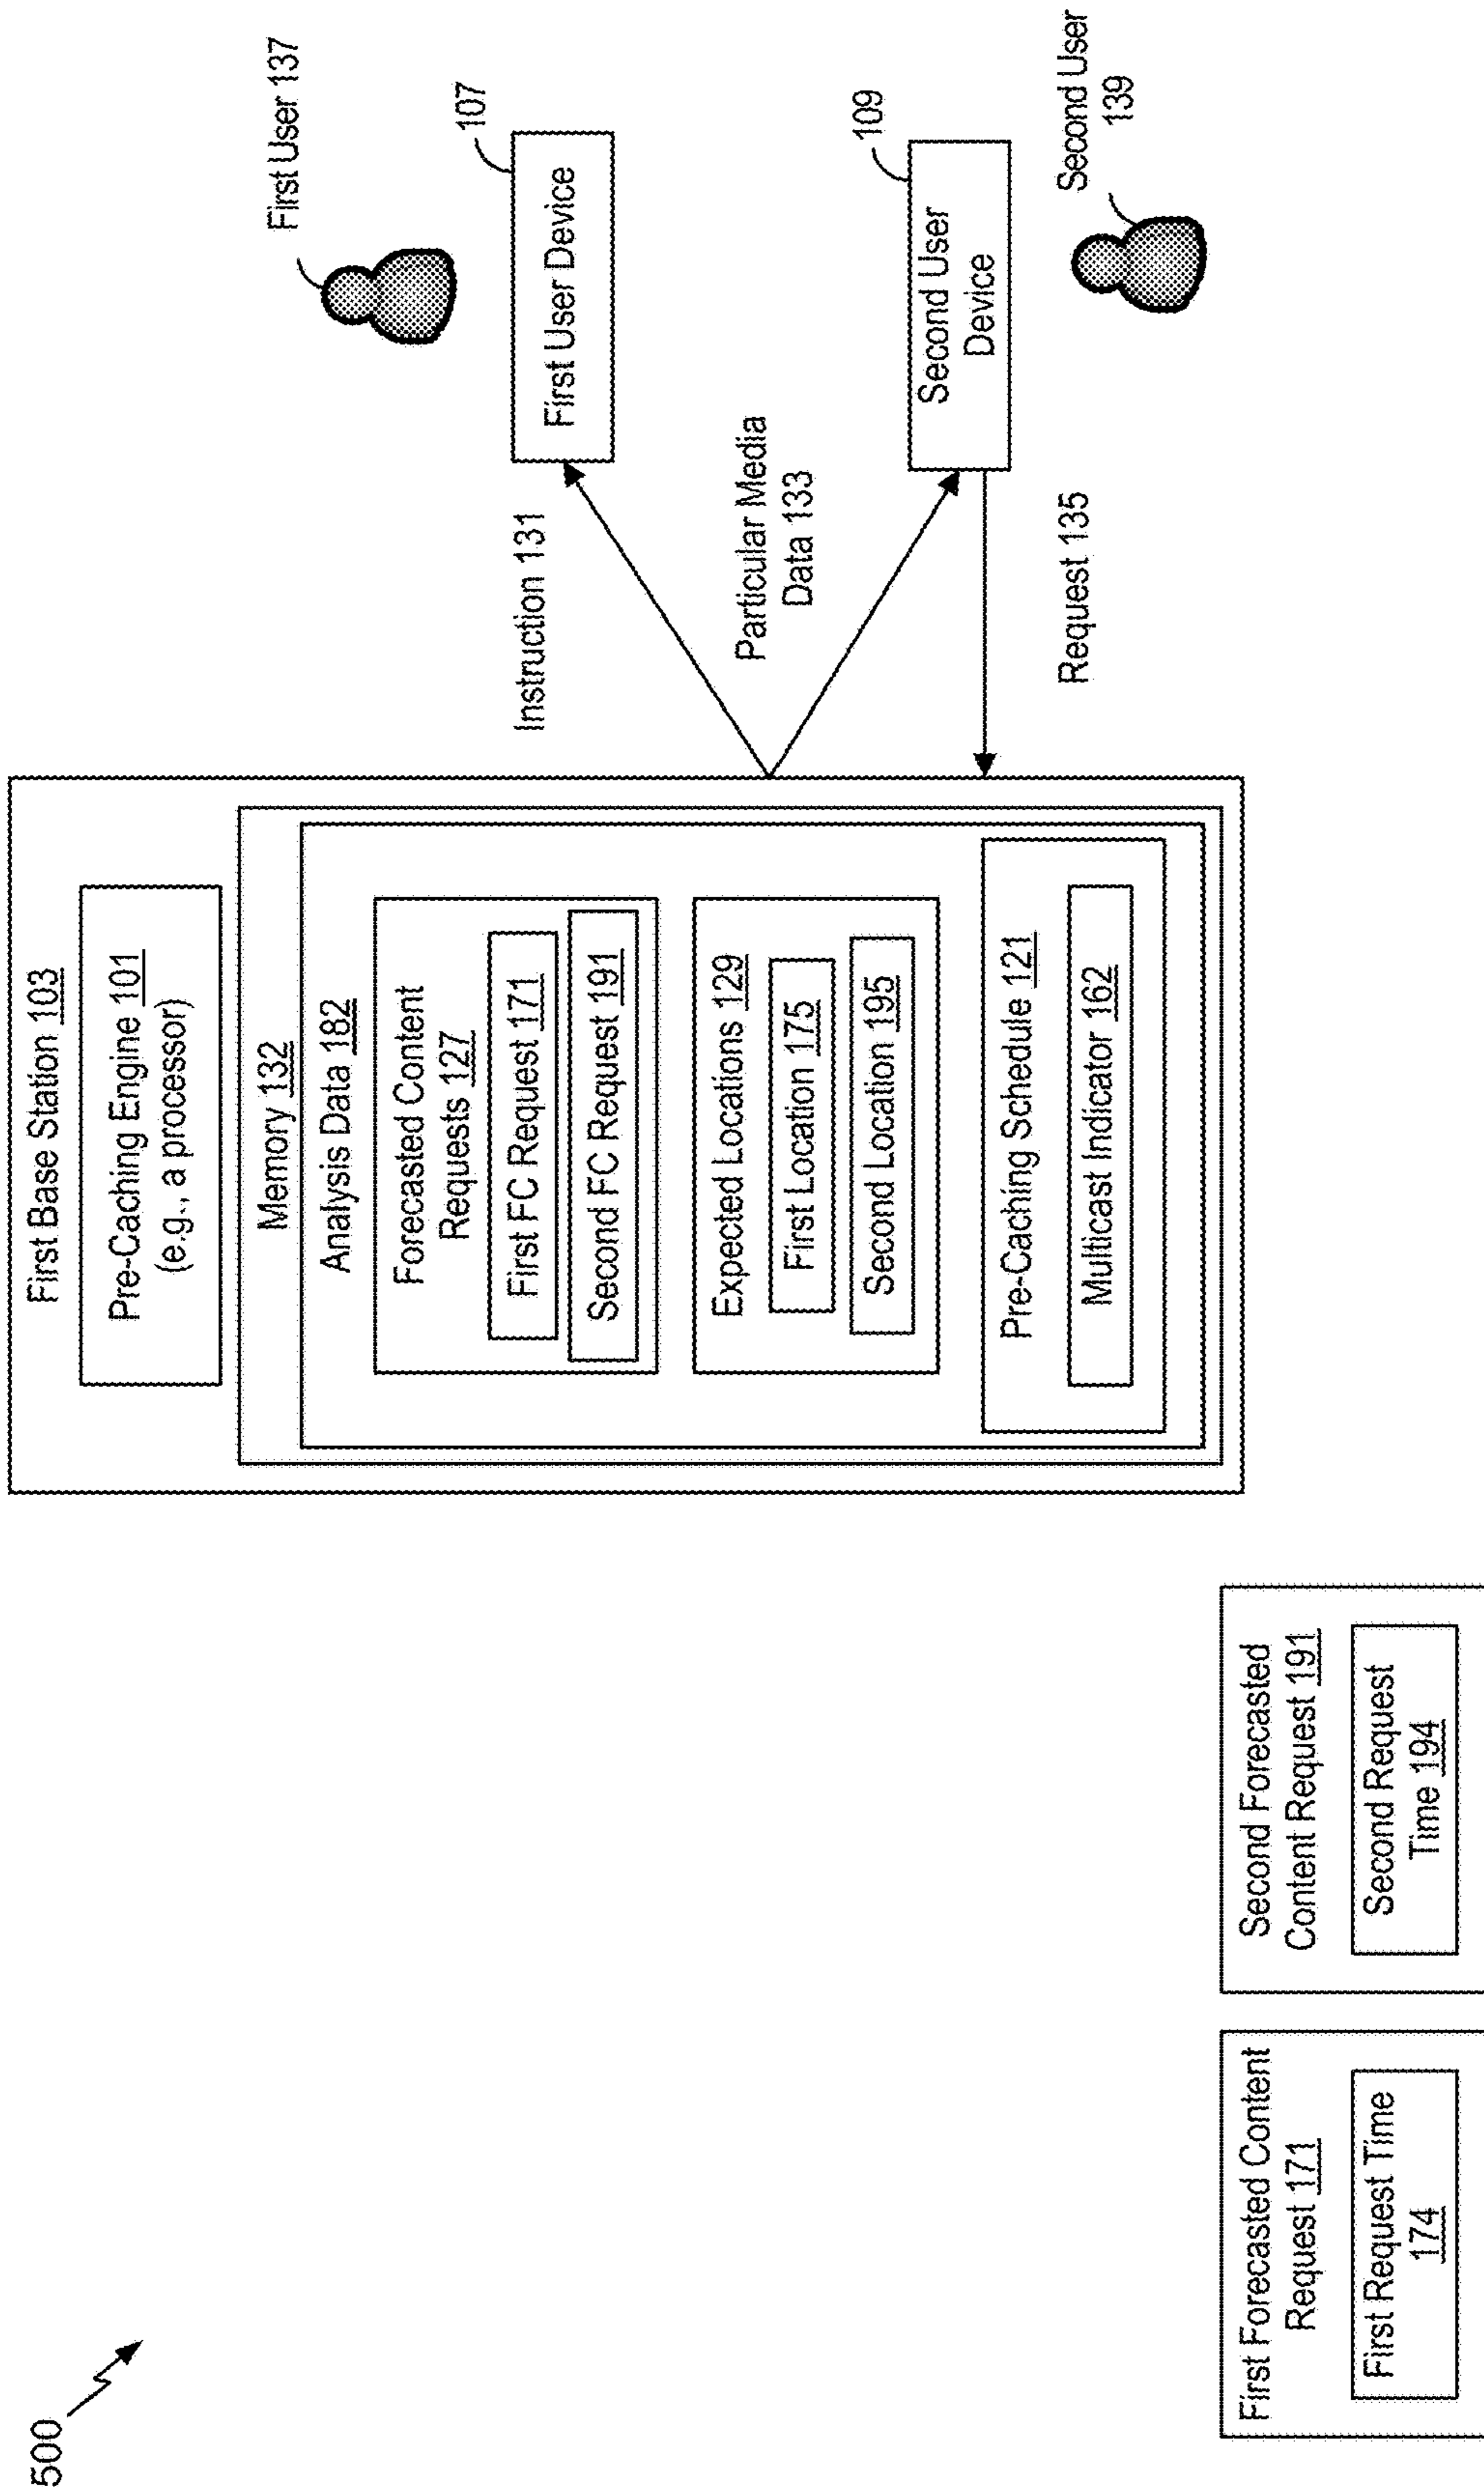 500
First Base Station 103
Pre-Caching Engine 101
(e.g., a processor)
Memory 132
Analysis Data 182
Forecasted Content
Requests 127
First FC Request 171
Second FC Request 191
Expected Locations 129
First Location 175
Second Location 195
Pre-Caching Schedule 121
Multicast Indicator 162
First User 137
107
First User Device
Instruction 131
Particular Media
Data 133
109
Second User
Device
Request 135
Second User
139
First Forecasted Content
Request 171
First Request Time
174
Second Forecasted
Content Request 191
Second Request
Time 194